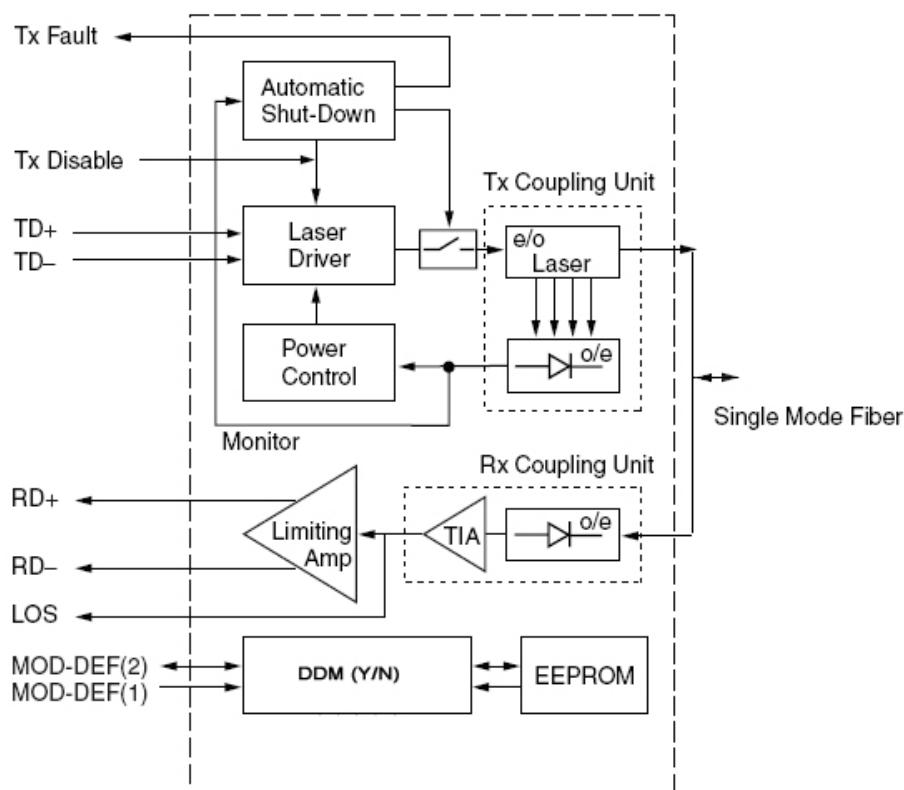 Tx Fault
Automatic
Shut-Down
Tx Disable
Tx Coupling Unit
TD+
TD–
Laser
Driver
e/o
Laser
Power
Control
o/e
Single Mode Fiber
Monitor
Rx Coupling Unit
RD+
RD–
Limiting
Amp
TIA
o/e
LOS
MOD-DEF(2)
MOD-DEF(1)
DDM (Y/N)
EEPROM